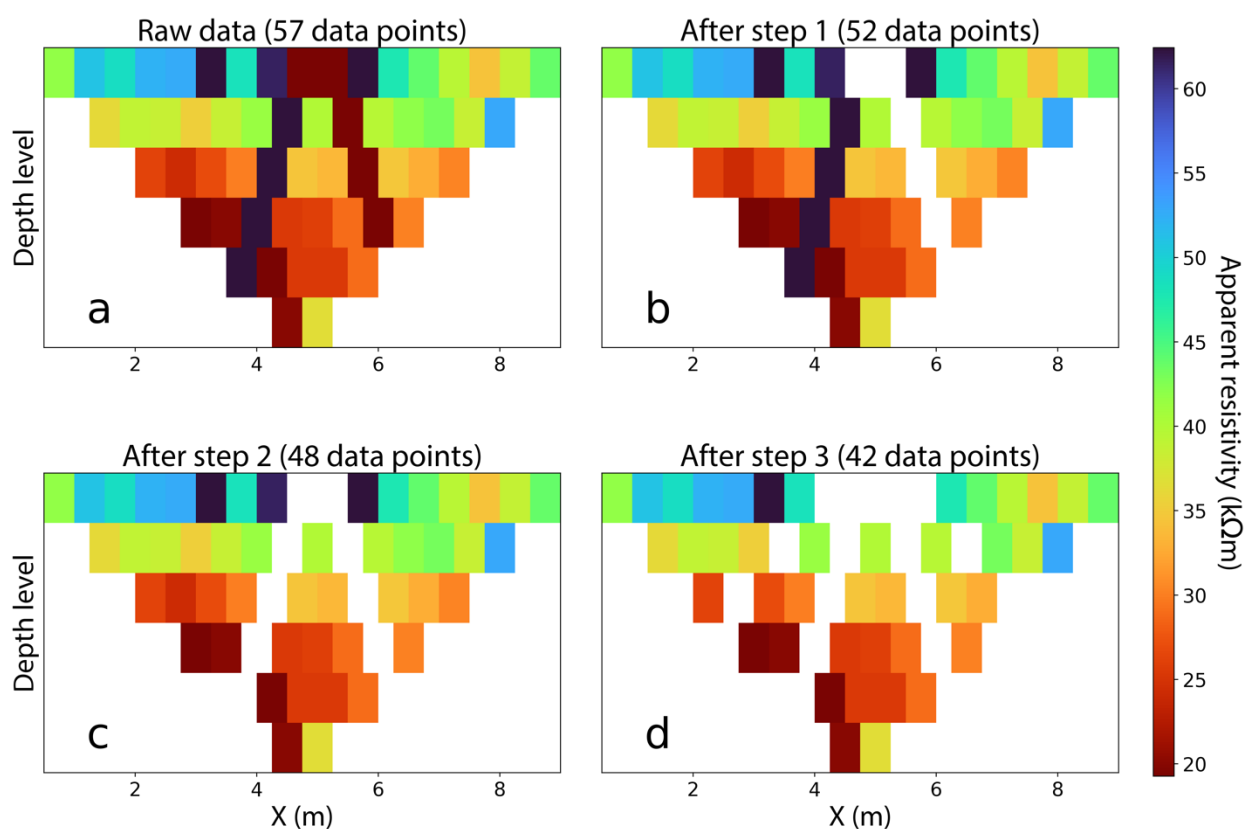 Raw data (57 data points)
After step 1 (52 data points)
Depth level
a
b
2 4 6 8
2 4 6 8
After step 2 (48 data points)
After step 3 (42 data points)
Depth level
c
d
2 4 6 8
2 4 6 8
X (m)
X (m)
60
55
50
45
40
35
30
25
20
Apparent resistivity (kΩm)